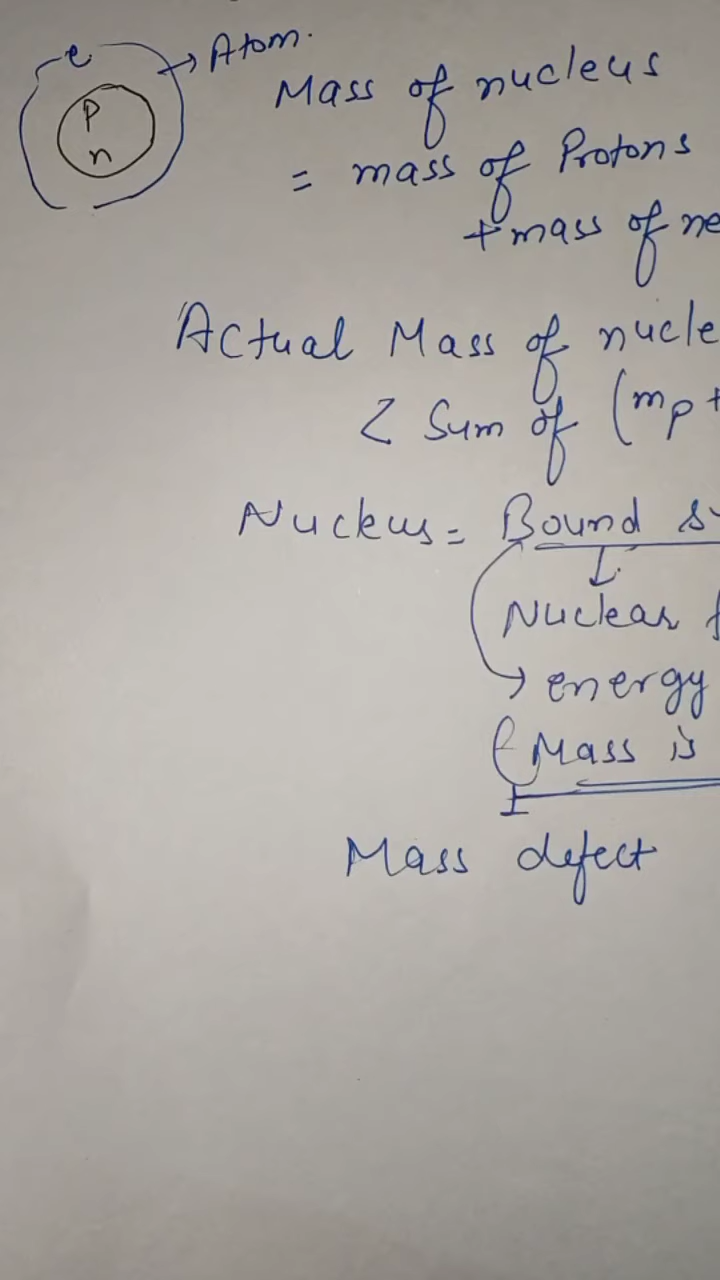 e
→ Atom.
P
n
Mass of nucleus
= mass of Protons
+ mass of ne
Actual Mass of nucle
< Sum of (mp +
Nucleus = Bound s
Nuclear f
→ energy
(Mass is
Mass defect